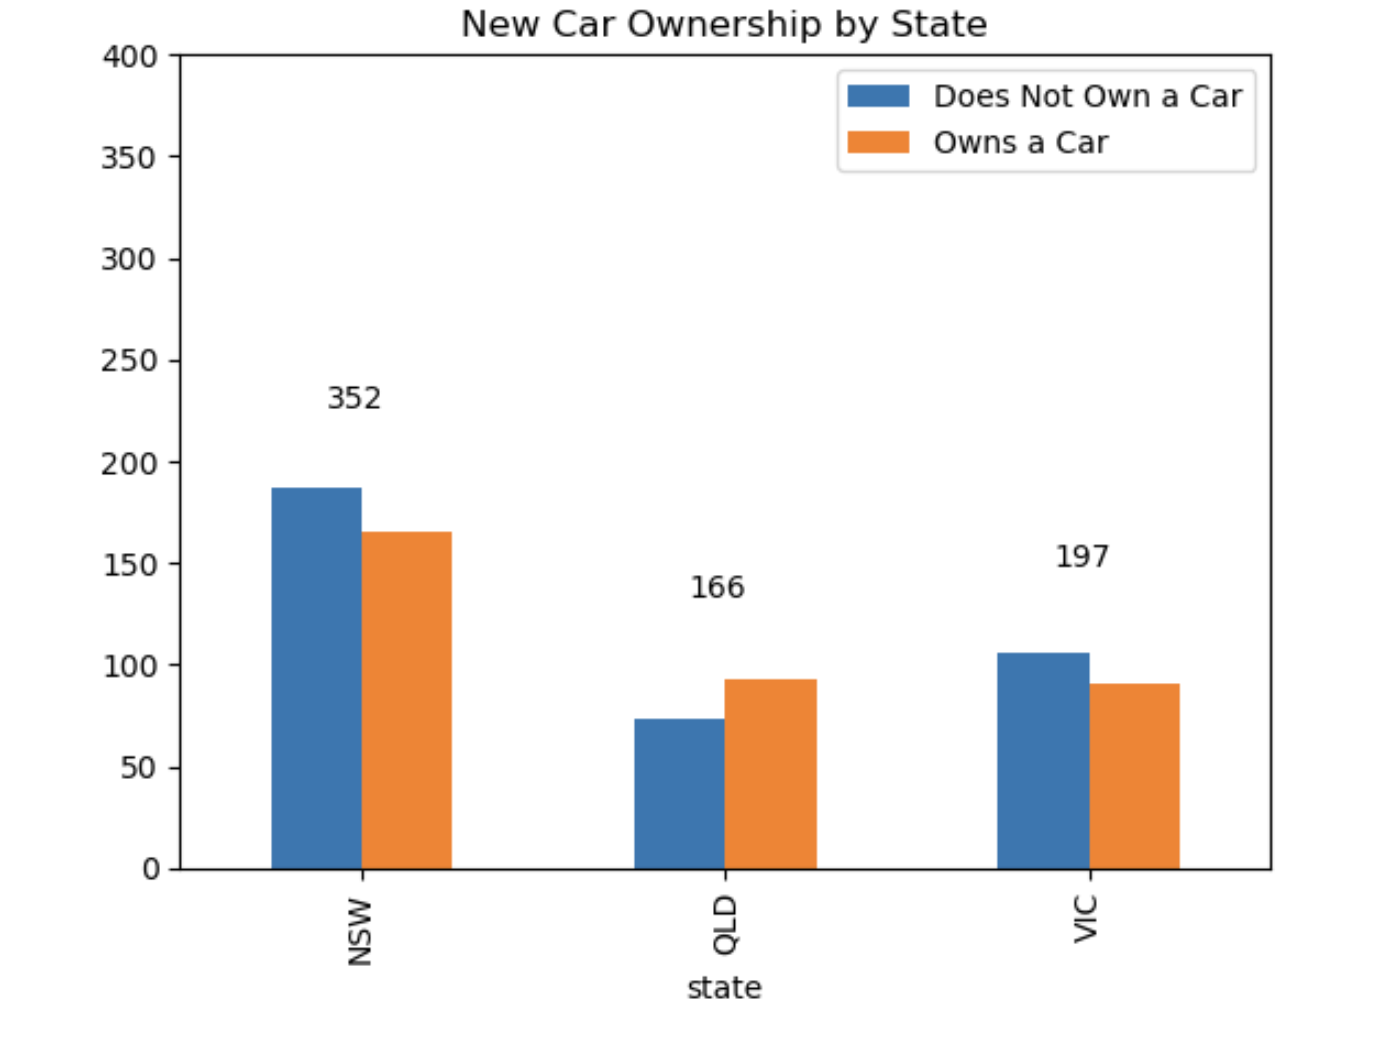 New Car Ownership by State
400
350
300
250
200
150
100
50
0
Does Not Own a Car
Owns a Car
352
166
197
NSW
QLD
VIC
state